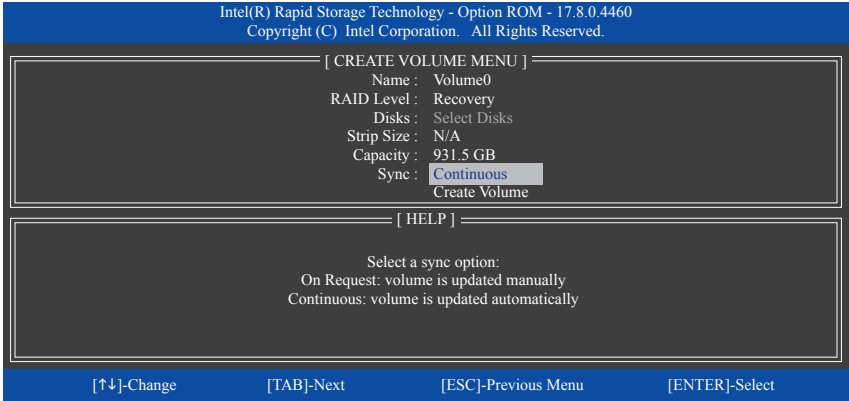 Intel(R) Rapid Storage Technology - Option ROM - 17.8.0.4460
Copyright (C) Intel Corporation. All Rights Reserved.
[ CREATE VOLUME MENU ]
Name : Volume0
RAID Level : Recovery
Disks : Select Disks
Strip Size : N/A
Capacity : 931.5 GB
Sync : Continuous
Create Volume
[ HELP ]
Select a sync option:
On Request: volume is updated manually
Continuous: volume is updated automatically
[↑↓]-Change [TAB]-Next [ESC]-Previous Menu [ENTER]-Select